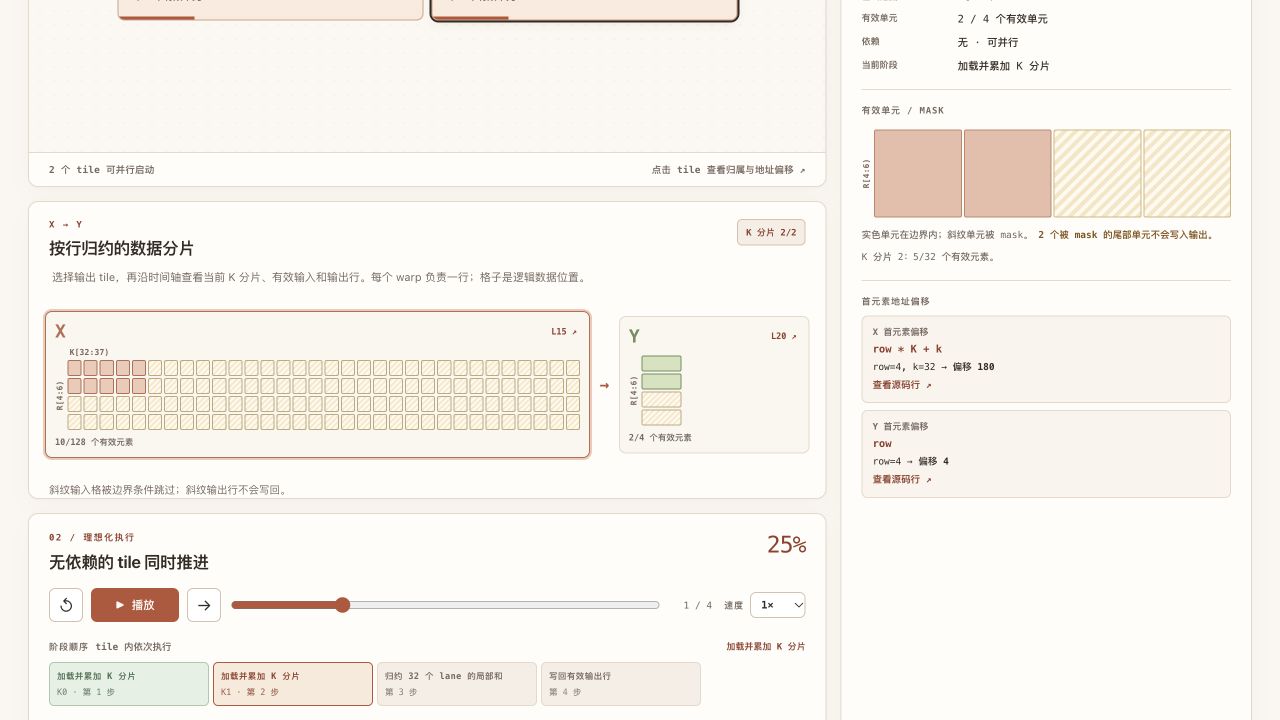 2 个 tile 可并行启动
点击 tile 查看归属与地址偏移 ↗
X → Y
按行归约的数据分片
K 分片 2/2
选择输出 tile，再沿时间轴查看当前 K 分片、有效输入和输出行。每个 warp 负责一行；格子是逻辑数据位置。
X
L15 ↗
K[32:37)
R[4:6)
10/128 个有效元素
→
Y
L20 ↗
R[4:6)
2/4 个有效元素
斜纹输入格被边界条件跳过；斜纹输出行不会写回。
02 / 理想化执行
无依赖的 tile 同时推进
25%
播放
1 / 4
速度
1×
阶段顺序 tile 内依次执行
加载并累加 K 分片
加载并累加 K 分片
K0 · 第 1 步
加载并累加 K 分片
K1 · 第 2 步
归约 32 个 lane 的局部和
第 3 步
写回有效输出行
第 4 步
有效单元
2 / 4 个有效单元
依赖
无 · 可并行
当前阶段
加载并累加 K 分片
有效单元 / MASK
R[4:6)
实色单元在边界内；斜纹单元被 mask。 2 个被 mask 的尾部单元不会写入输出。
K 分片 2：5/32 个有效元素。
首元素地址偏移
X 首元素偏移
row * K + k
row=4, k=32 → 偏移 180
查看源码行 ↗
Y 首元素偏移
row
row=4 → 偏移 4
查看源码行 ↗